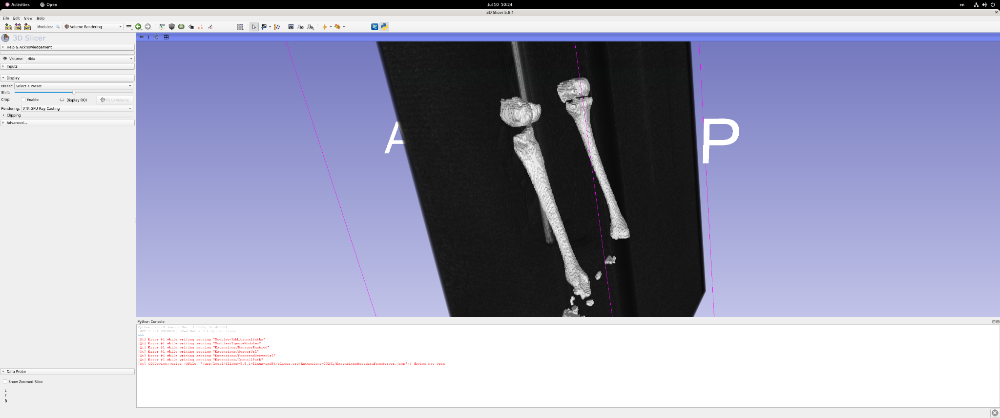 Activities Open Jul 10 10:24 en
3D Slicer 5.8.1
File Edit View Help
DATA DCM SAVE Modules: Volume Rendering
3D Slicer
1
Help & Acknowledgement
Volume: tibia
Inputs
Display
Preset: Select a Preset
Shift:
Crop: Enable Display ROI Fit to Volume
Rendering: VTK GPU Ray Casting
Clipping
Advanced...
A P
Python Console
Python 3.9.10 (main, Mar 3 2025, 01:45:56)
[GCC 7.3.1 20180303 (Red Hat 7.3.1-5)] on linux
>>>
[Qt] Error #1 while writing setting "Modules/AdditionalPaths"
[Qt] Error #1 while writing setting "Modules/IgnoreModules"
[Qt] Error #1 while writing setting "Extensions/ManagerEnabled"
[Qt] Error #1 while writing setting "Extensions/ServerUrl"
[Qt] Error #1 while writing setting "Extensions/FrontendServerUrl"
[Qt] Error #1 while writing setting "Extensions/InstallPath"
[Qt] QIODevice::write (QFile, "/usr/local/Slicer-5.8.1-linux-amd64/slicer.org/Extensions-33241/ExtensionsMetadataFromServer.json"): device not open
Data Probe
Show Zoomed Slice
L
F
B